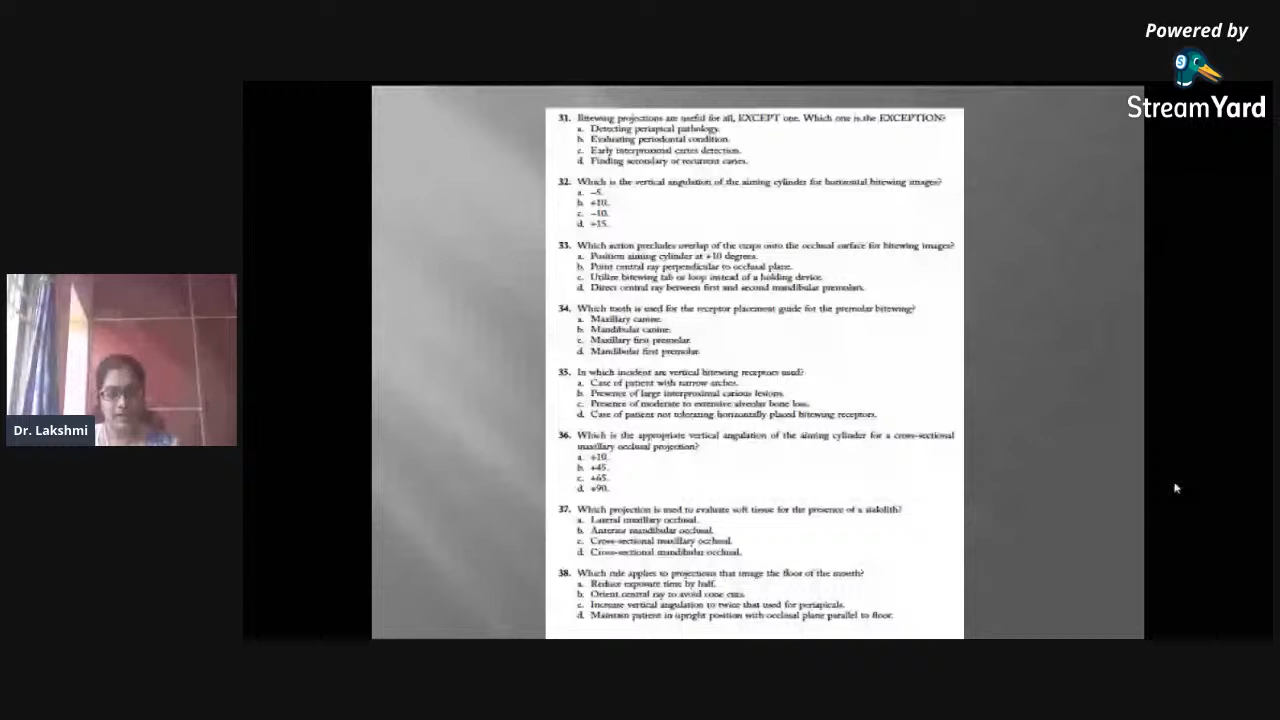 Powered by
StreamYard
31. Bitewing projections are useful for all, EXCEPT one. Which one is the EXCEPTION?
a. Detecting periapical pathology.
b. Evaluating periodontal condition.
c. Early interproximal caries detection.
d. Finding secondary or recurrent caries.
32. Which is the vertical angulation of the aiming cylinder for horizontal bitewing images?
a. –5.
b. +10.
c. –10.
d. +15.
33. Which action precludes overlap of the cusps onto the occlusal surface for bitewing images?
a. Position aiming cylinder at +10 degrees.
b. Point central ray perpendicular to occlusal plane.
c. Utilize bitewing tab or loop instead of a holding device.
d. Direct central ray between first and second mandibular premolars.
34. Which tooth is used for the receptor placement guide for the premolar bitewing?
a. Maxillary canine.
b. Mandibular canine.
c. Maxillary first premolar.
d. Mandibular first premolar.
35. In which incident are vertical bitewing receptors used?
a. Case of patient with narrow arches.
b. Presence of large interproximal carious lesions.
c. Presence of moderate to extensive alveolar bone loss.
d. Case of patient not tolerating horizontally placed bitewing receptors.
36. Which is the appropriate vertical angulation of the aiming cylinder for a cross-sectional
maxillary occlusal projection?
a. +10.
b. +45.
c. +65.
d. +90.
37. Which projection is used to evaluate soft tissue for the presence of a sialolith?
a. Lateral maxillary occlusal.
b. Anterior mandibular occlusal.
c. Cross-sectional maxillary occlusal.
d. Cross-sectional mandibular occlusal.
38. Which rule applies to projections that image the floor of the mouth?
a. Reduce exposure time by half.
b. Orient central ray to avoid cone cuts.
c. Increase vertical angulation to twice that used for periapicals.
d. Maintain patient in upright position with occlusal plane parallel to floor.
Dr. Lakshmi